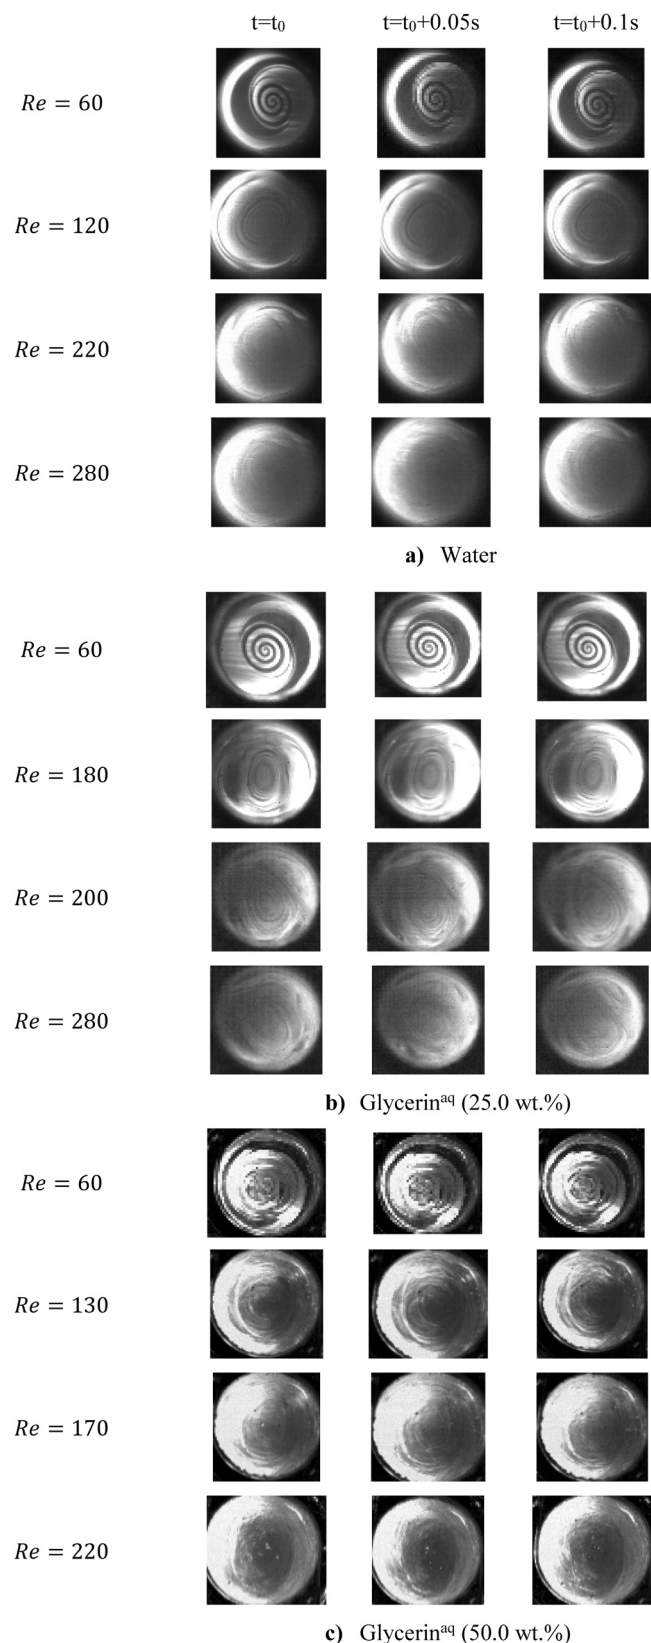 t=t₀ t=t₀+0.05s t=t₀+0.1s
Re = 60
Re = 120
Re = 220
Re = 280
a) Water
Re = 60
Re = 180
Re = 200
Re = 280
b) Glycerinᵃq (25.0 wt.%)
Re = 60
Re = 130
Re = 170
Re = 220
c) Glycerinᵃq (50.0 wt.%)